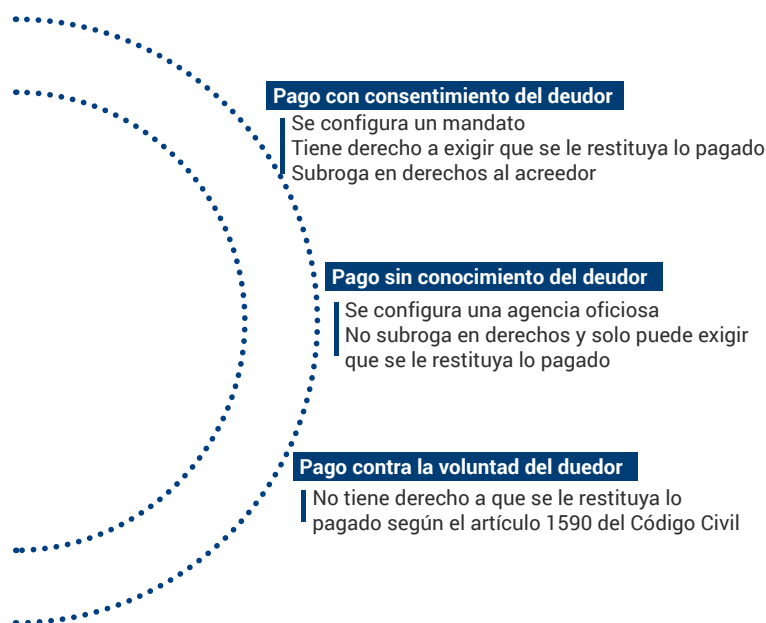 Pago con consentimiento del deudor
Se configura un mandato
Tiene derecho a exigir que se le restituya lo pagado
Subroga en derechos al acreedor
Pago sin conocimiento del deudor
Se configura una agencia oficiosa
No subroga en derechos y solo puede exigir
que se le restituya lo pagado
Pago contra la voluntad del duedor
No tiene derecho a que se le restituya lo
pagado según el artículo 1590 del Código Civil